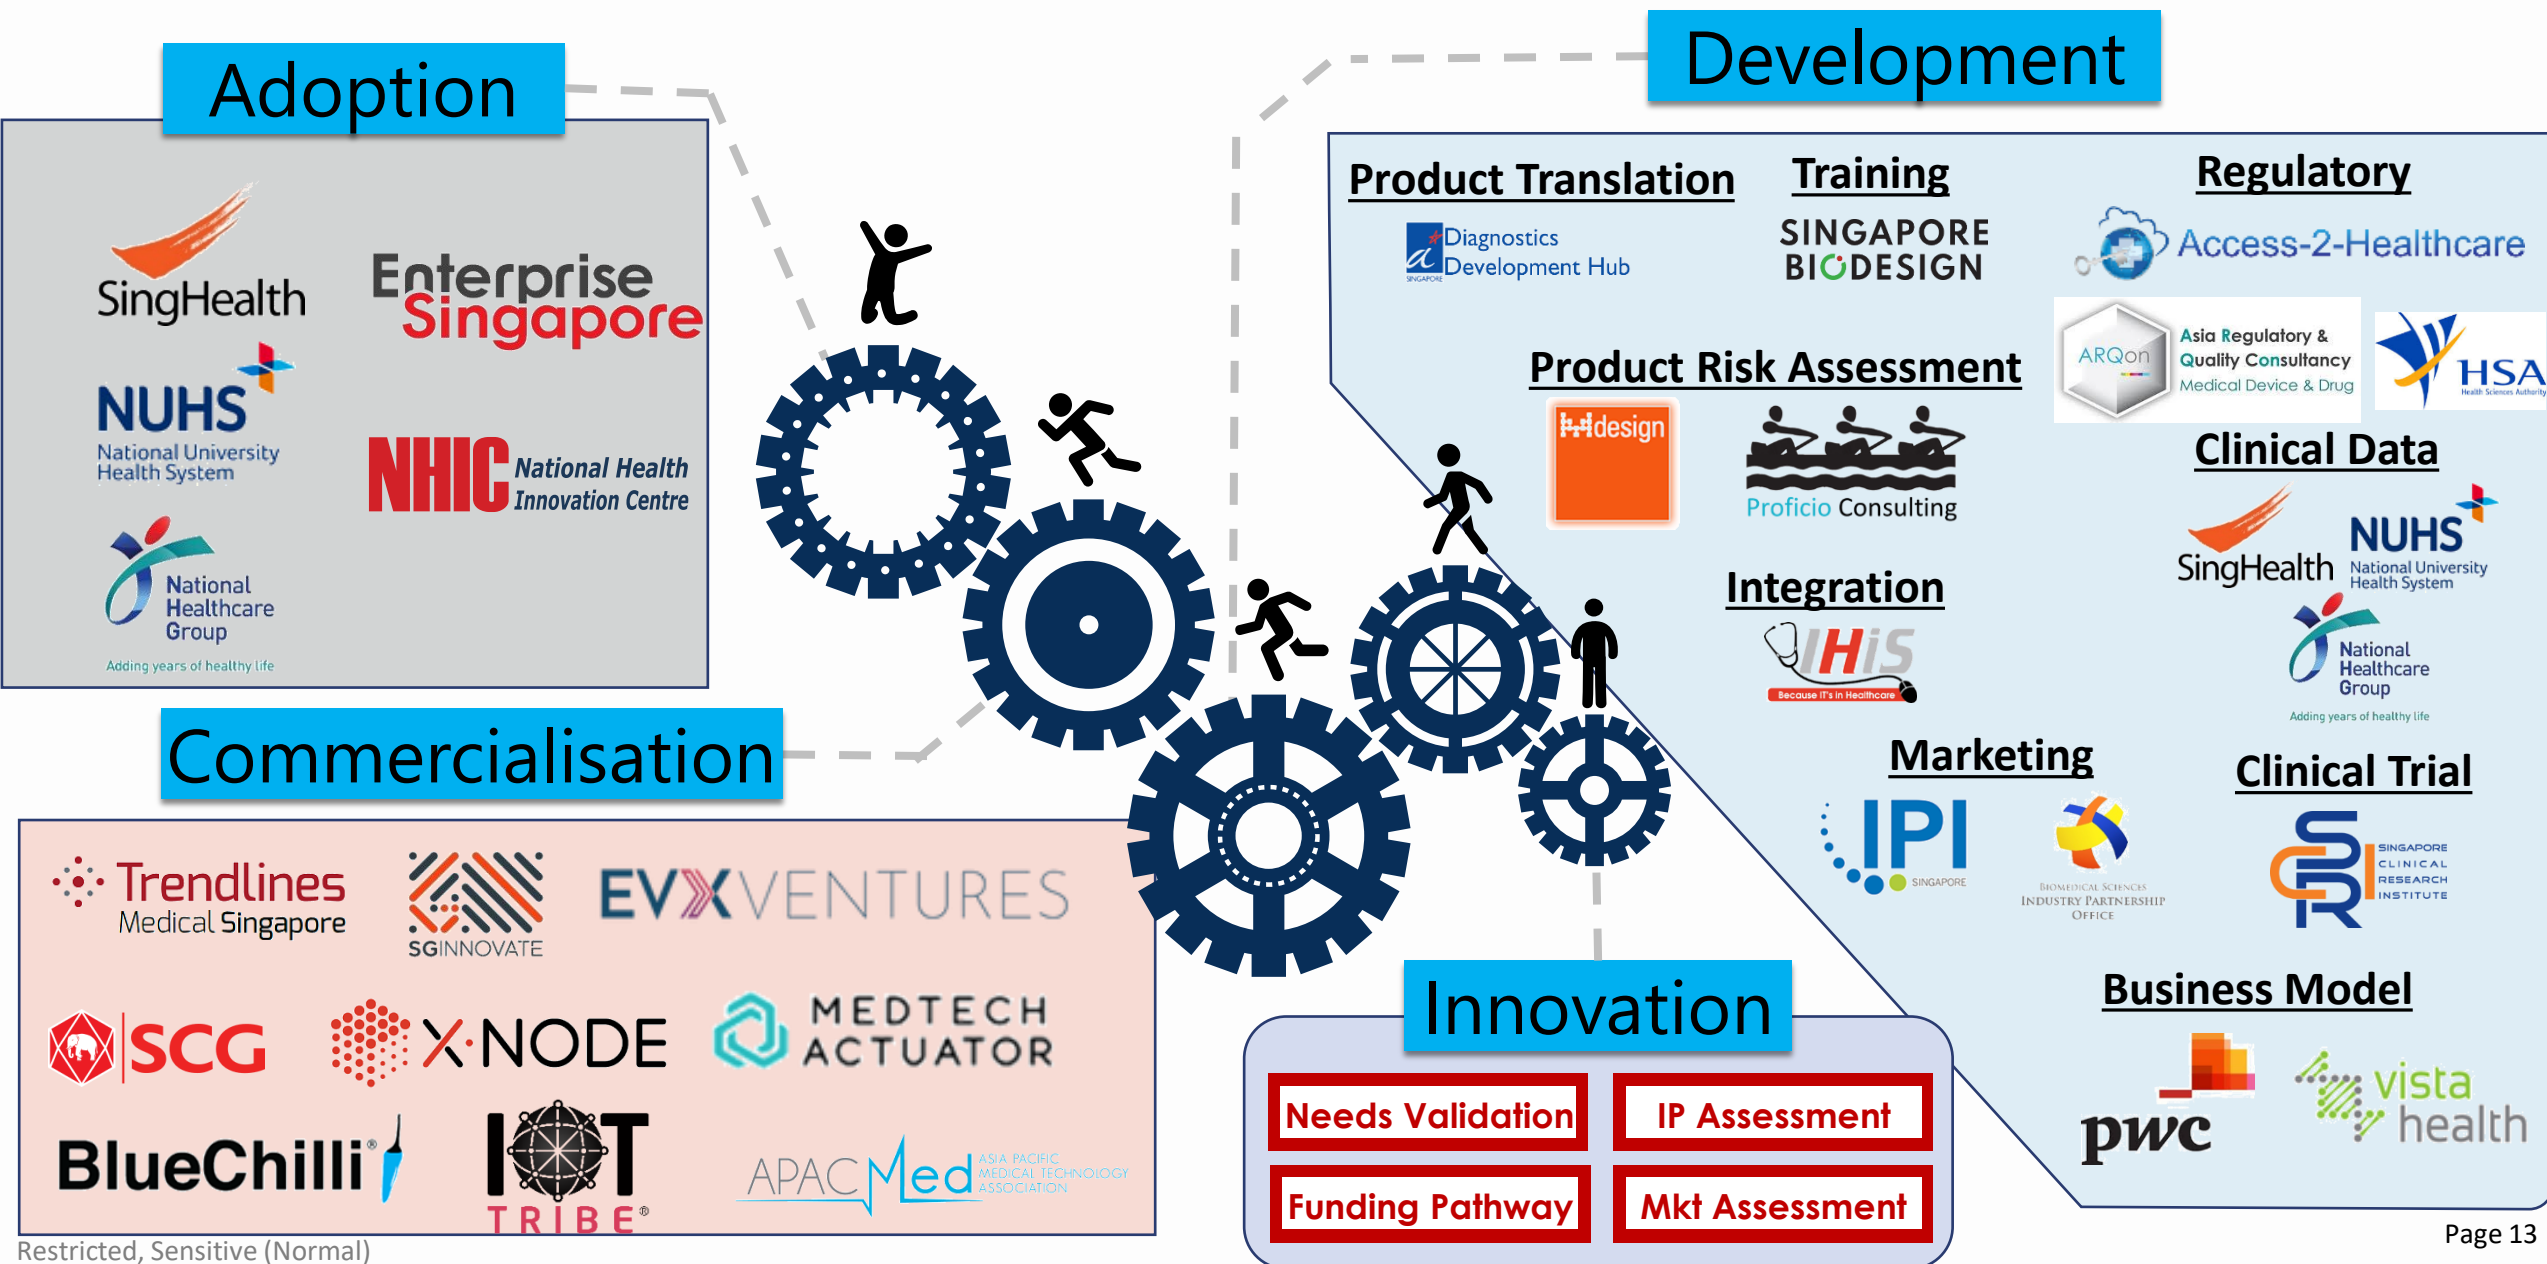 Adoption
SingHealth
Enterprise
Singapore
NUHS
National University
Health System
NHIC National Health
Innovation Centre
National
Healthcare
Group
Adding years of healthy life
Commercialisation
Trendlines
Medical Singapore
SGINNOVATE
EVXVENTURES
SCG
X·NODE
MEDTECH
ACTUATOR
BlueChilli®
IOT
TRIBE®
APACMed
ASIA PACIFIC
MEDICAL TECHNOLOGY
ASSOCIATION
Development
Product Translation
SINGAPORE
Diagnostics
Development Hub
Training
SINGAPORE
BIODESIGN
Regulatory
Access-2-Healthcare
ARQon
Asia Regulatory &
Quality Consultancy
Medical Device & Drug
HSA
Health Sciences Authority
Product Risk Assessment
design
Proficio Consulting
Clinical Data
SingHealth
NUHS
National University
Health System
National
Healthcare
Group
Adding years of healthy life
Integration
IHiS
Because IT's in Healthcare
Marketing
IPI
SINGAPORE
BIOMEDICAL SCIENCES
INDUSTRY PARTNERSHIP
OFFICE
Clinical Trial
SCRI
SINGAPORE
CLINICAL
RESEARCH
INSTITUTE
Business Model
pwc
vista
health
Innovation
Needs Validation
IP Assessment
Funding Pathway
Mkt Assessment
Restricted, Sensitive (Normal)
Page 13